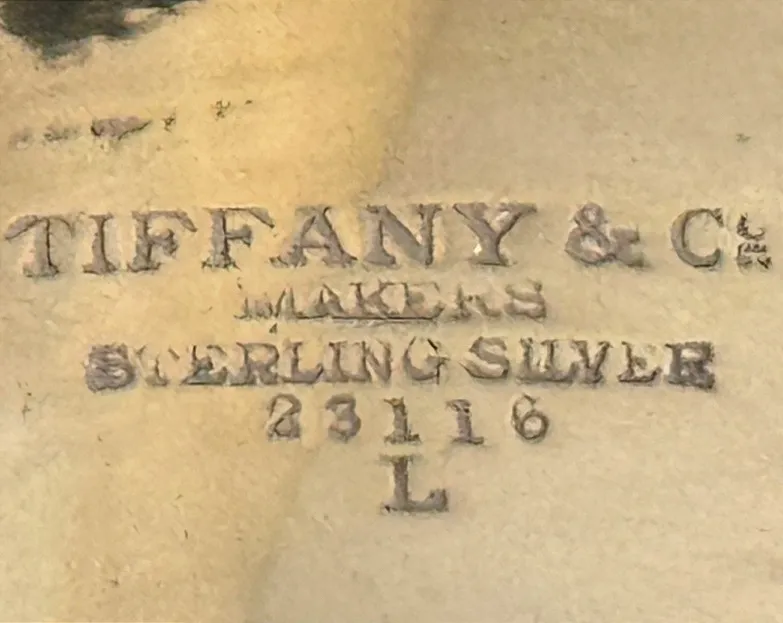 TIFFANY & Co
MAKERS
STERLING SILVER
23116
L